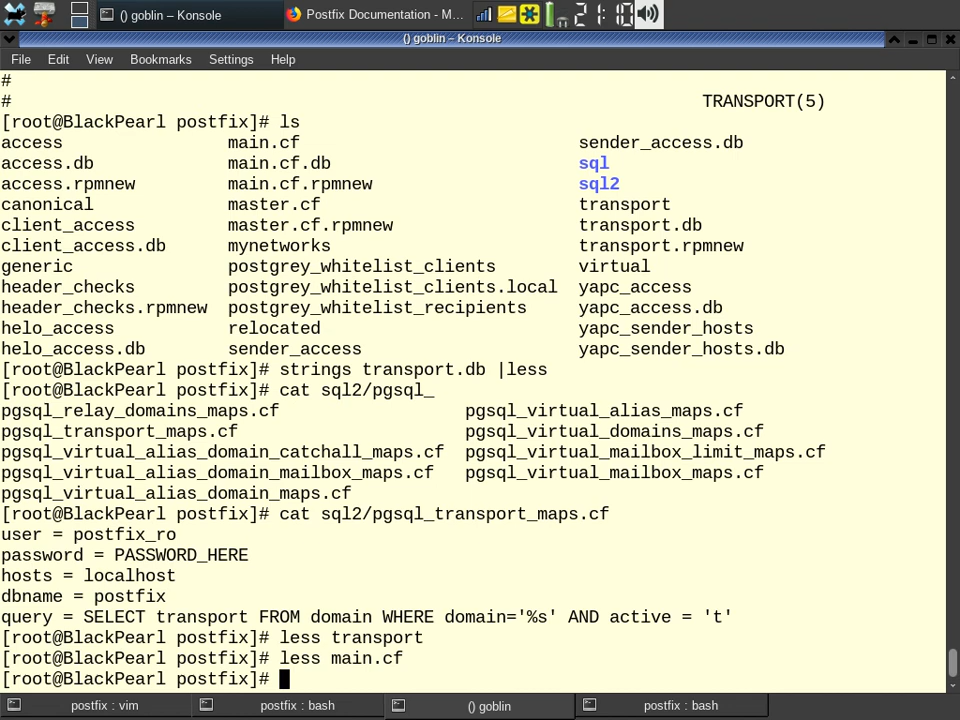 () goblin – Konsole
Postfix Documentation - M...
21:10
() goblin – Konsole
File Edit View Bookmarks Settings Help
#
# TRANSPORT(5)
[root@BlackPearl postfix]# ls
access main.cf sender_access.db
access.db main.cf.db sql
access.rpmnew main.cf.rpmnew sql2
canonical master.cf transport
client_access master.cf.rpmnew transport.db
client_access.db mynetworks transport.rpmnew
generic postgrey_whitelist_clients virtual
header_checks postgrey_whitelist_clients.local yapc_access
header_checks.rpmnew postgrey_whitelist_recipients yapc_access.db
helo_access relocated yapc_sender_hosts
helo_access.db sender_access yapc_sender_hosts.db
[root@BlackPearl postfix]# strings transport.db |less
[root@BlackPearl postfix]# cat sql2/pgsql_
pgsql_relay_domains_maps.cf pgsql_virtual_alias_maps.cf
pgsql_transport_maps.cf pgsql_virtual_domains_maps.cf
pgsql_virtual_alias_domain_catchall_maps.cf pgsql_virtual_mailbox_limit_maps.cf
pgsql_virtual_alias_domain_mailbox_maps.cf pgsql_virtual_mailbox_maps.cf
pgsql_virtual_alias_domain_maps.cf
[root@BlackPearl postfix]# cat sql2/pgsql_transport_maps.cf
user = postfix_ro
password = PASSWORD_HERE
hosts = localhost
dbname = postfix
query = SELECT transport FROM domain WHERE domain='%s' AND active = 't'
[root@BlackPearl postfix]# less transport
[root@BlackPearl postfix]# less main.cf
[root@BlackPearl postfix]#
postfix : vim
postfix : bash
() goblin
postfix : bash